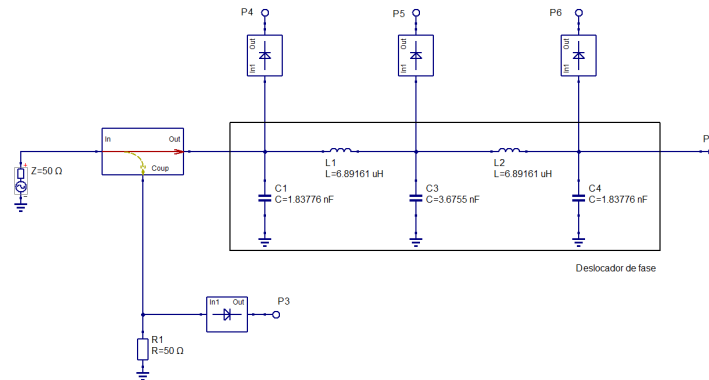 P4
P5
P6
Out
In1
Out
In1
Out
In1
In
Out
Coup
P
Z=50 Ω
L1
L=6.89161 uH
L2
L=6.89161 uH
C1
C=1.83776 nF
C3
C=3.6755 nF
C4
C=1.83776 nF
Deslocador de fase
In1
Out
P3
R1
R=50 Ω